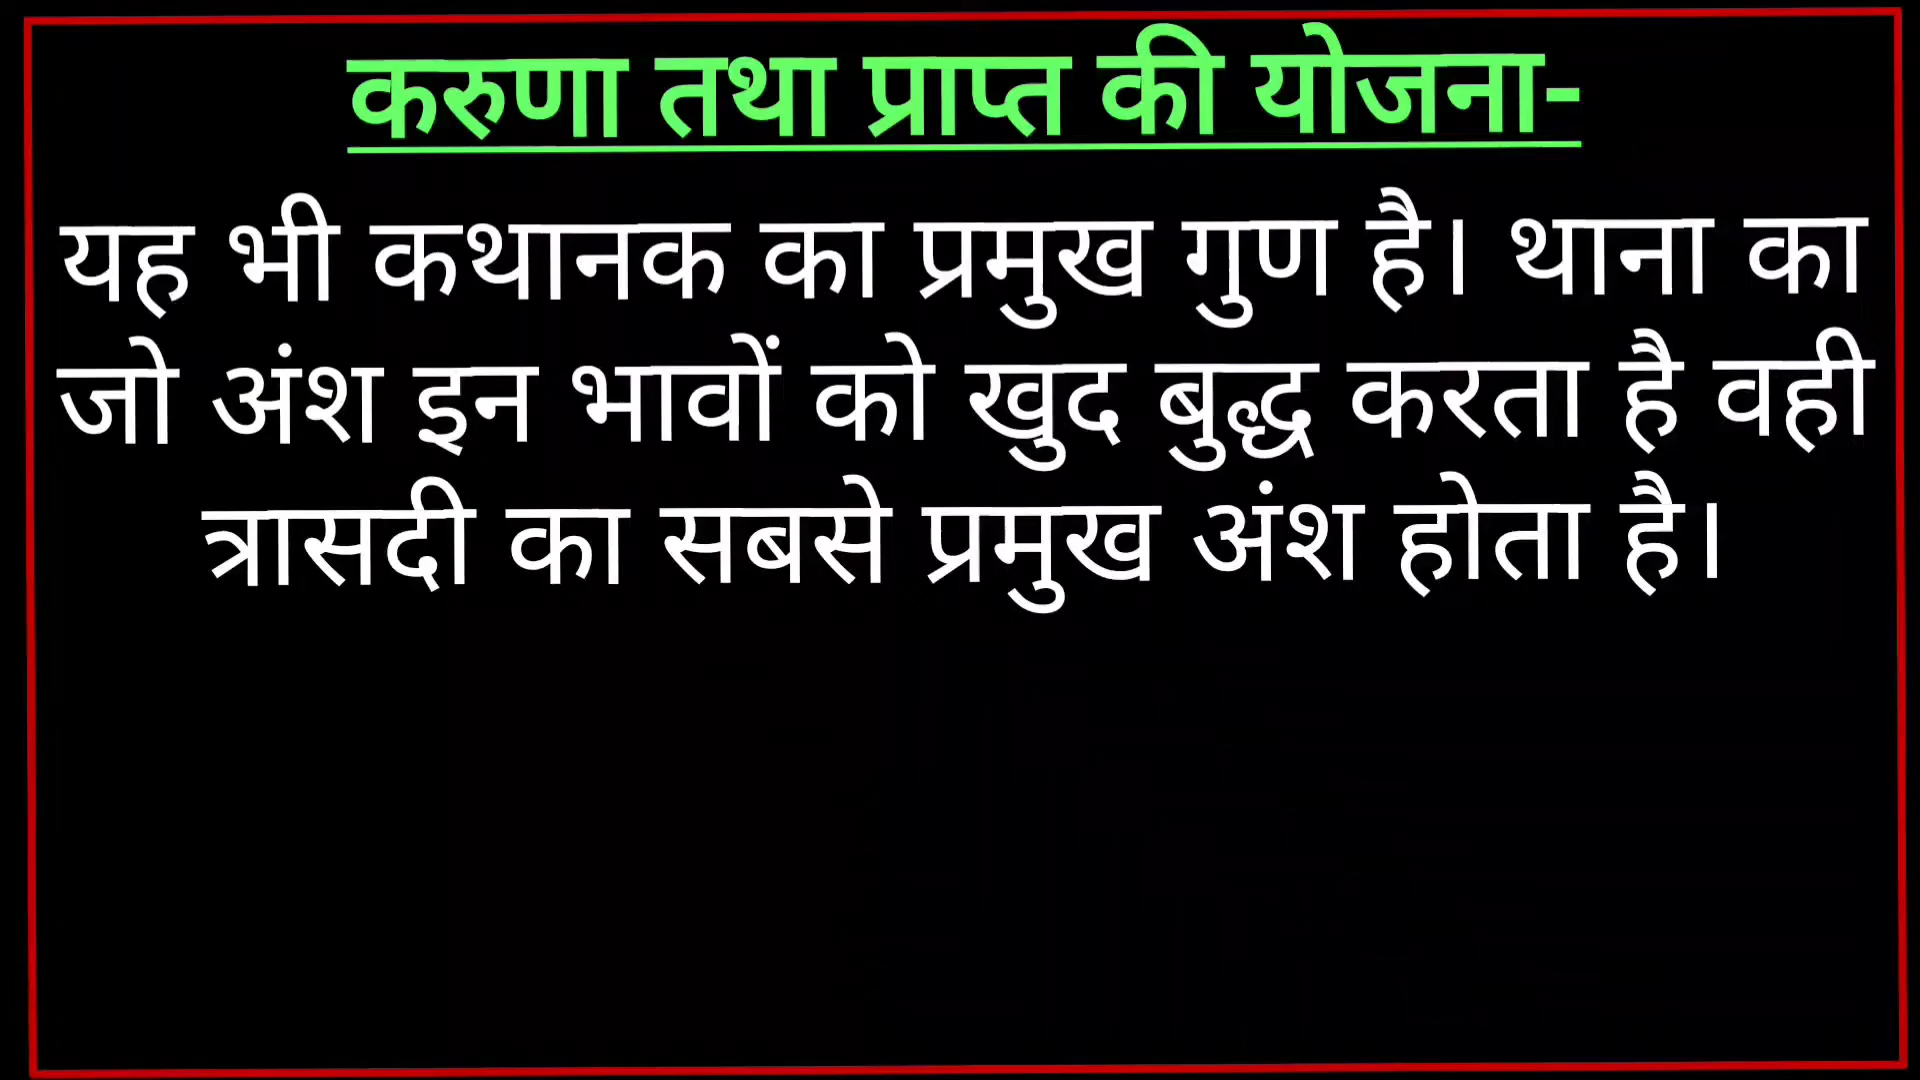 करुणा तथा प्राप्त की योजना-
यह भी कथानक का प्रमुख गुण है। थाना का
जो अंश इन भावों को खुद बुद्ध करता है वही
त्रासदी का सबसे प्रमुख अंश होता है।